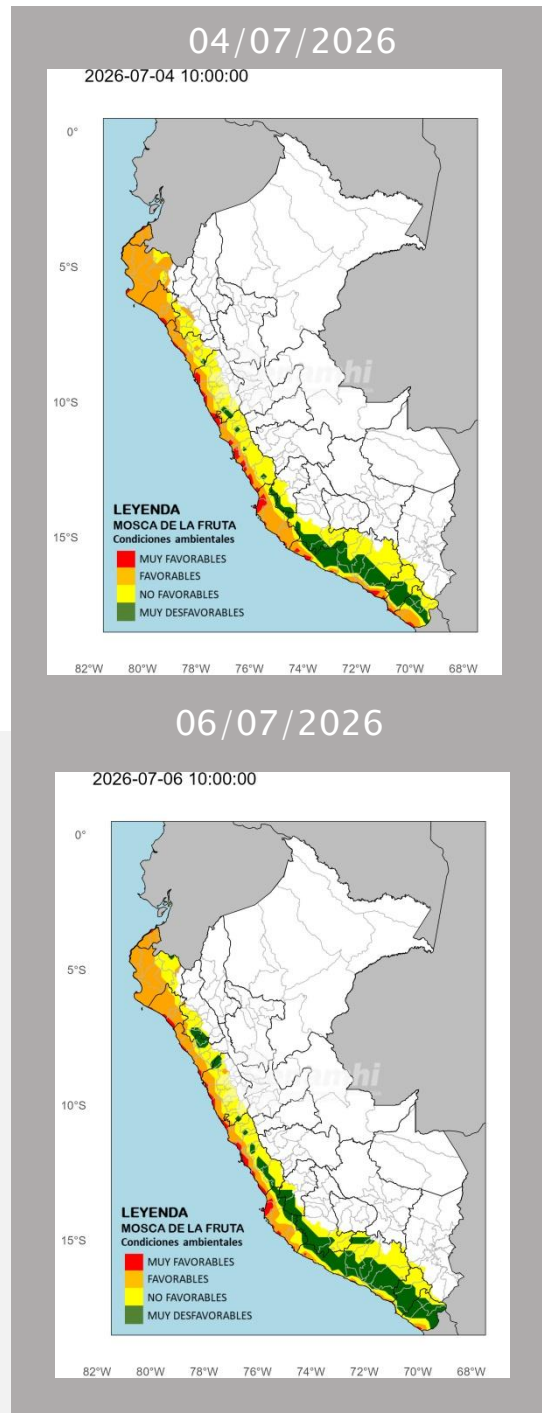 04/07/2026
2026-07-04 10:00:00
0°
5°S
10°S
15°S
LEYENDA
MOSCA DE LA FRUTA
Condiciones ambientales
MUY FAVORABLES
FAVORABLES
NO FAVORABLES
MUY DESFAVORABLES
82°W 80°W 78°W 76°W 74°W 72°W 70°W 68°W
06/07/2026
2026-07-06 10:00:00
0°
5°S
10°S
15°S
LEYENDA
MOSCA DE LA FRUTA
Condiciones ambientales
MUY FAVORABLES
FAVORABLES
NO FAVORABLES
MUY DESFAVORABLES
82°W 80°W 78°W 76°W 74°W 72°W 70°W 68°W